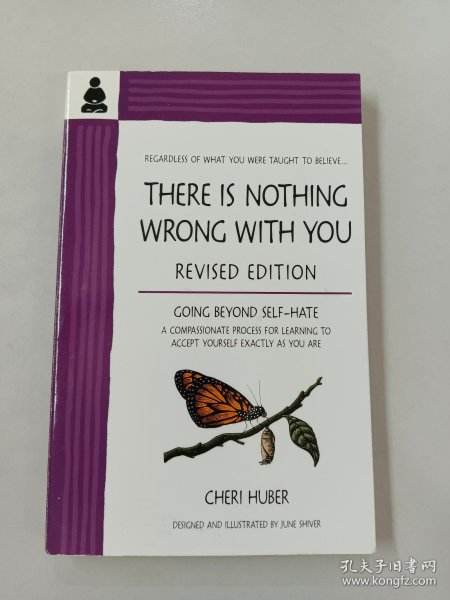 REGARDLESS OF WHAT YOU WERE TAUGHT TO BELIEVE...
THERE IS NOTHING
WRONG WITH YOU
REVISED EDITION
GOING BEYOND SELF-HATE
A COMPASSIONATE PROCESS FOR LEARNING TO
ACCEPT YOURSELF EXACTLY AS YOU ARE
CHERI HUBER
DESIGNED AND ILLUSTRATED BY JUNE SHIVER
孔夫子旧书网
www.kongfz.com